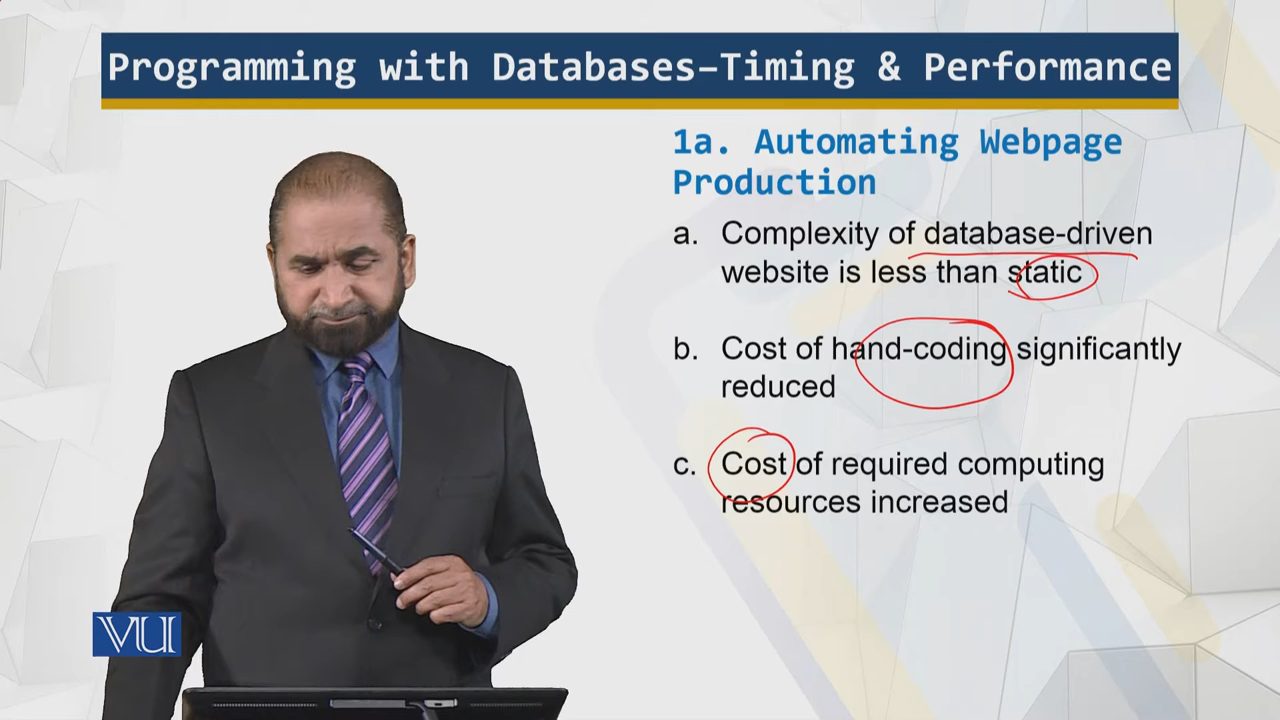 Programming with Databases–Timing & Performance
1a. Automating Webpage
Production
a. Complexity of database-driven
website is less than static
b. Cost of hand-coding significantly
reduced
c. Cost of required computing
resources increased
VU